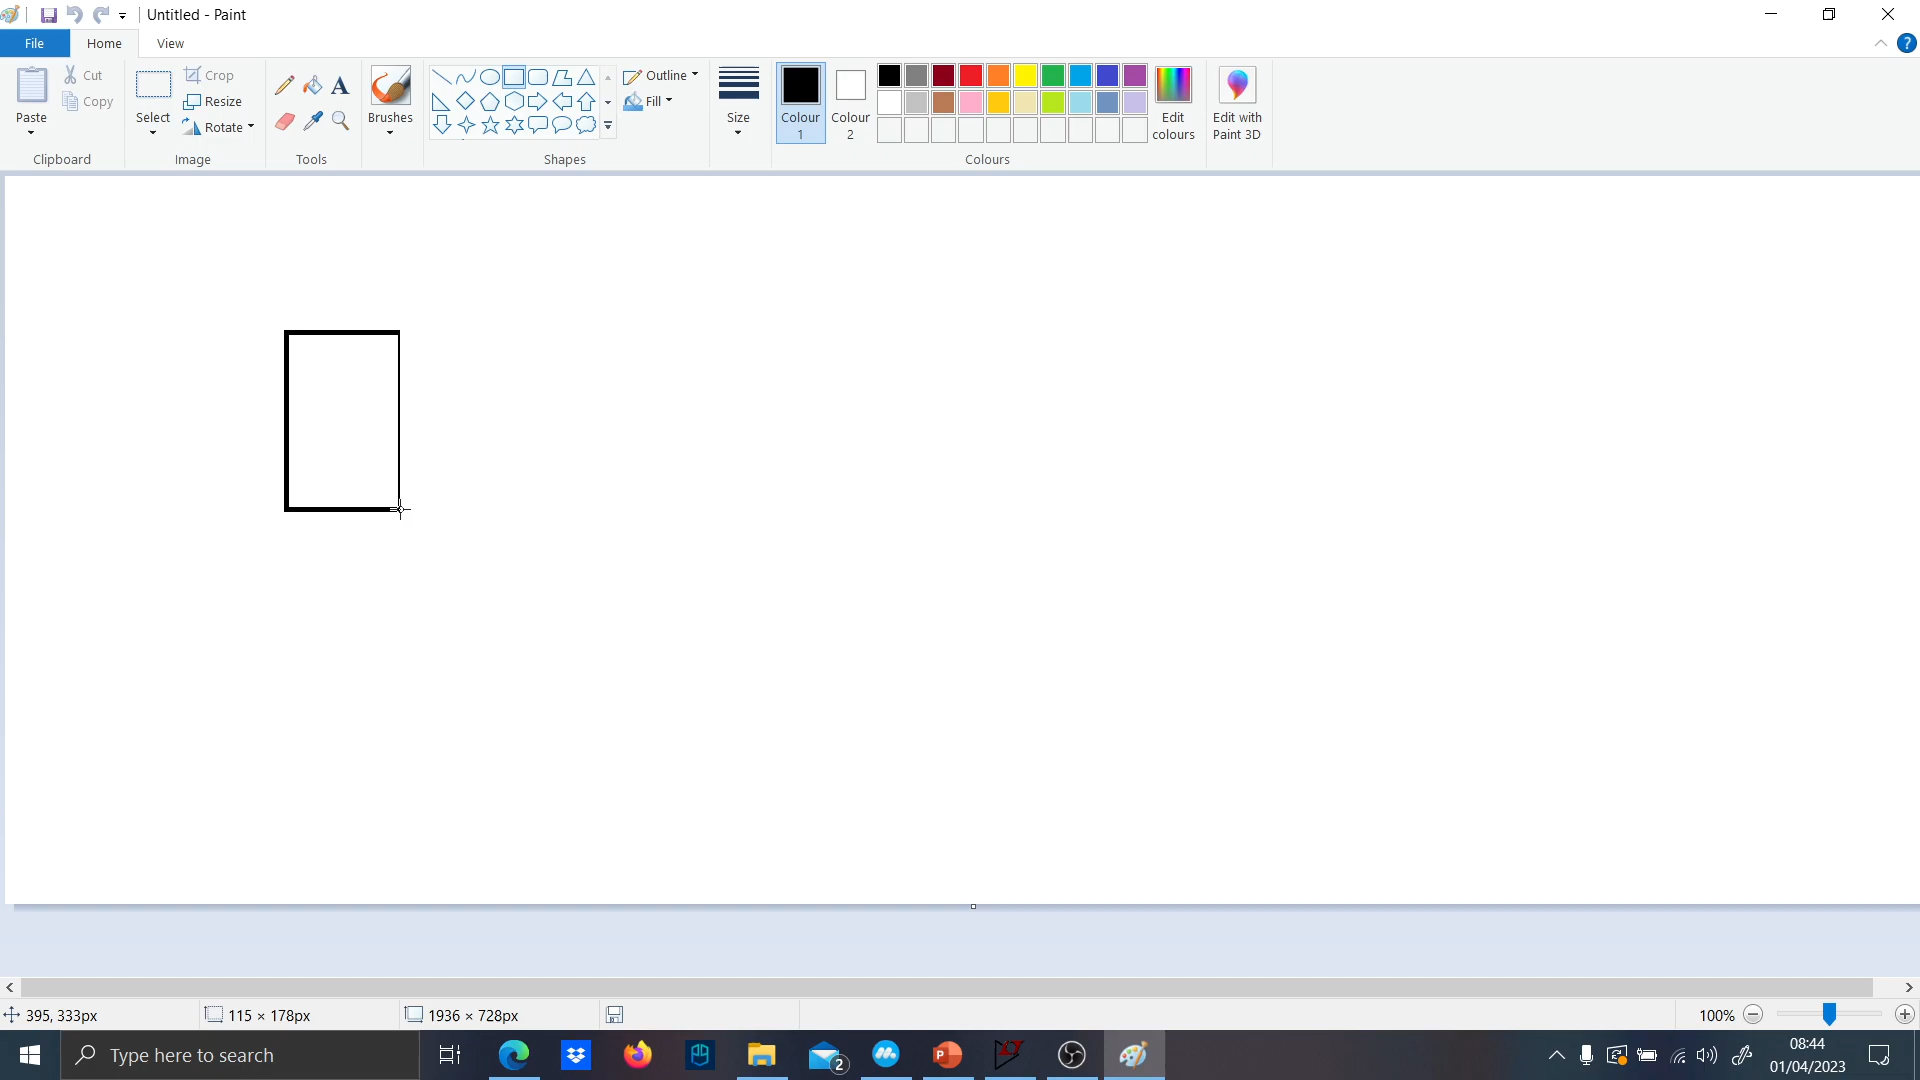 Untitled - Paint
File Home View
Paste
Cut
Copy
Clipboard
Select
Crop
Resize
Rotate
Image
A
Tools
Brushes
Outline
Fill
Shapes
Size
Colour
1
Colour
2
Edit
colours
Colours
Edit with
Paint 3D
?
395, 333px
115 × 178px
1936 × 728px
100%
Type here to search
2
P
XY
08:44
01/04/2023